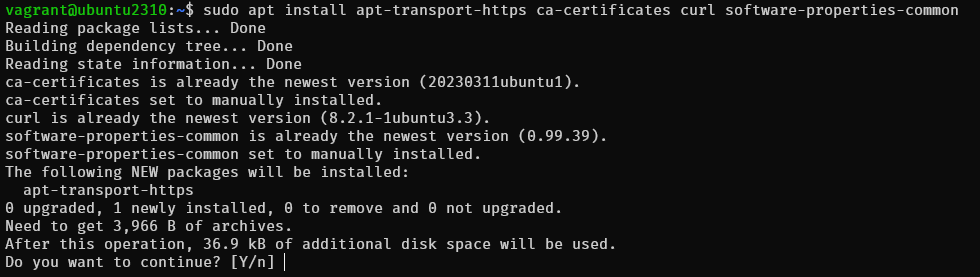 vagrant@ubuntu2310:~$ sudo apt install apt-transport-https ca-certificates curl software-properties-common
Reading package lists... Done
Building dependency tree... Done
Reading state information... Done
ca-certificates is already the newest version (20230311ubuntu1).
ca-certificates set to manually installed.
curl is already the newest version (8.2.1-1ubuntu3.3).
software-properties-common is already the newest version (0.99.39).
software-properties-common set to manually installed.
The following NEW packages will be installed:
  apt-transport-https
0 upgraded, 1 newly installed, 0 to remove and 0 not upgraded.
Need to get 3,966 B of archives.
After this operation, 36.9 kB of additional disk space will be used.
Do you want to continue? [Y/n]